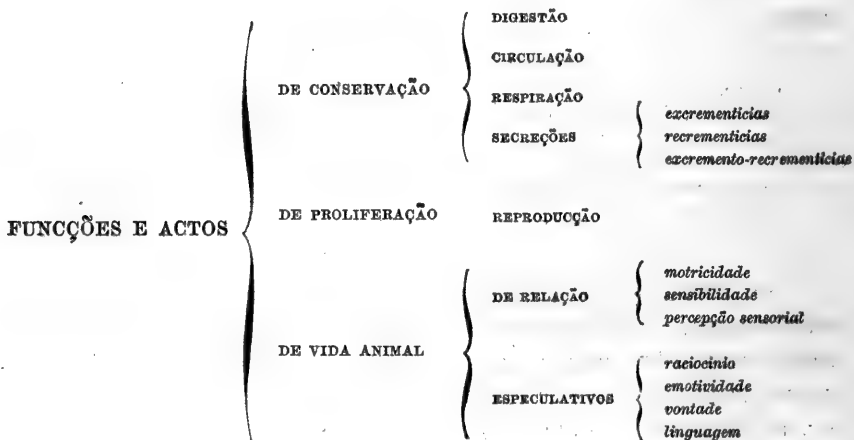 DIGESTÃO
CIRCULAÇÃO
DE CONSERVAÇÃO
RESPIRAÇÃO
excrementicias
SECREÇÕES
recrementicias
excremento-recrementicias
FUNCÇÕES E ACTOS
DE PROLIFERAÇÃO
REPRODUCÇÃO
motricidade
DE RELAÇÃO
sensibilidade
percepção sensorial
DE VIDA ANIMAL
raciocinio
emotividade
ESPECULATIVOS
vontade
linguagem